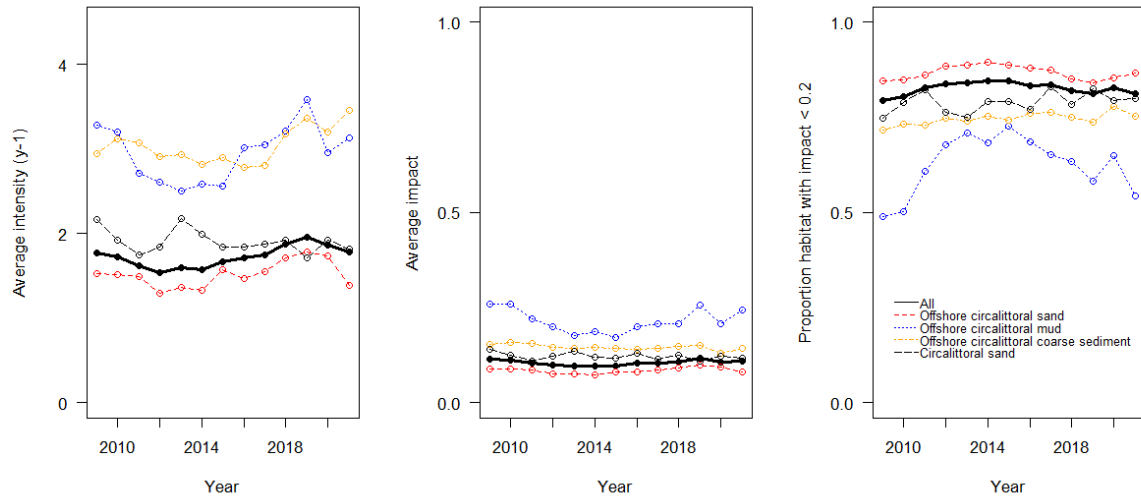 Average intensity (y-1)
4
2
0
2010 2014 2018
Year
Average impact
1.0
0.5
0.0
2010 2014 2018
Year
Proportion habitat with impact < 0.2
1.0
0.5
0.0
All
Offshore circalittoral sand
Offshore circalittoral mud
Offshore circalittoral coarse sediment
Circalittoral sand
2010 2014 2018
Year